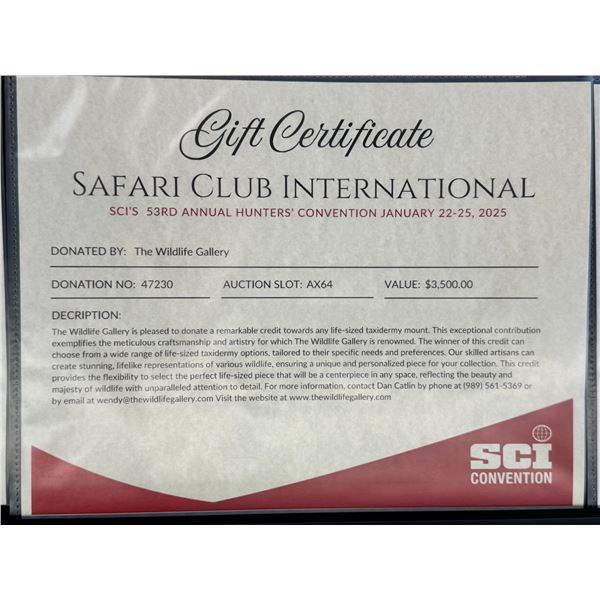 Gift Certificate
SAFARI CLUB INTERNATIONAL
SCI'S 53RD ANNUAL HUNTERS' CONVENTION JANUARY 22-25, 2025
DONATED BY: The Wildlife Gallery
DONATION NO: 47230 AUCTION SLOT: AX64 VALUE: $3,500.00
DECRIPTION:
The Wildlife Gallery is pleased to donate a remarkable credit towards any life-sized taxidermy mount. This exceptional contribution
exemplifies the meticulous craftsmanship and artistry for which The Wildlife Gallery is renowned. The winner of this credit can
choose from a wide range of life-sized taxidermy options, tailored to their specific needs and preferences. Our skilled artisans can
create stunning, lifelike representations of various wildlife, ensuring a unique and personalized piece for your collection. This credit
provides the flexibility to select the perfect life-sized piece that will be a centerpiece in any space, reflecting the beauty and
majesty of wildlife with unparalleled attention to detail. For more information, contact Dan Catlin by phone at (989) 561-5369 or
by email at wendy@thewildlifegallery.com Visit the website at www.thewildlifegallery.com
SCI
CONVENTION